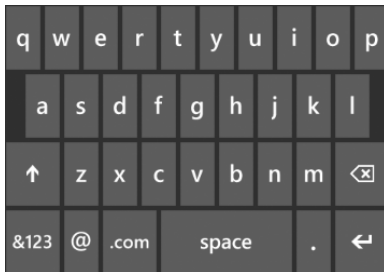 q w e r t y u i o p
a s d f g h j k l
z x c v b n m
&123 @ .com space .